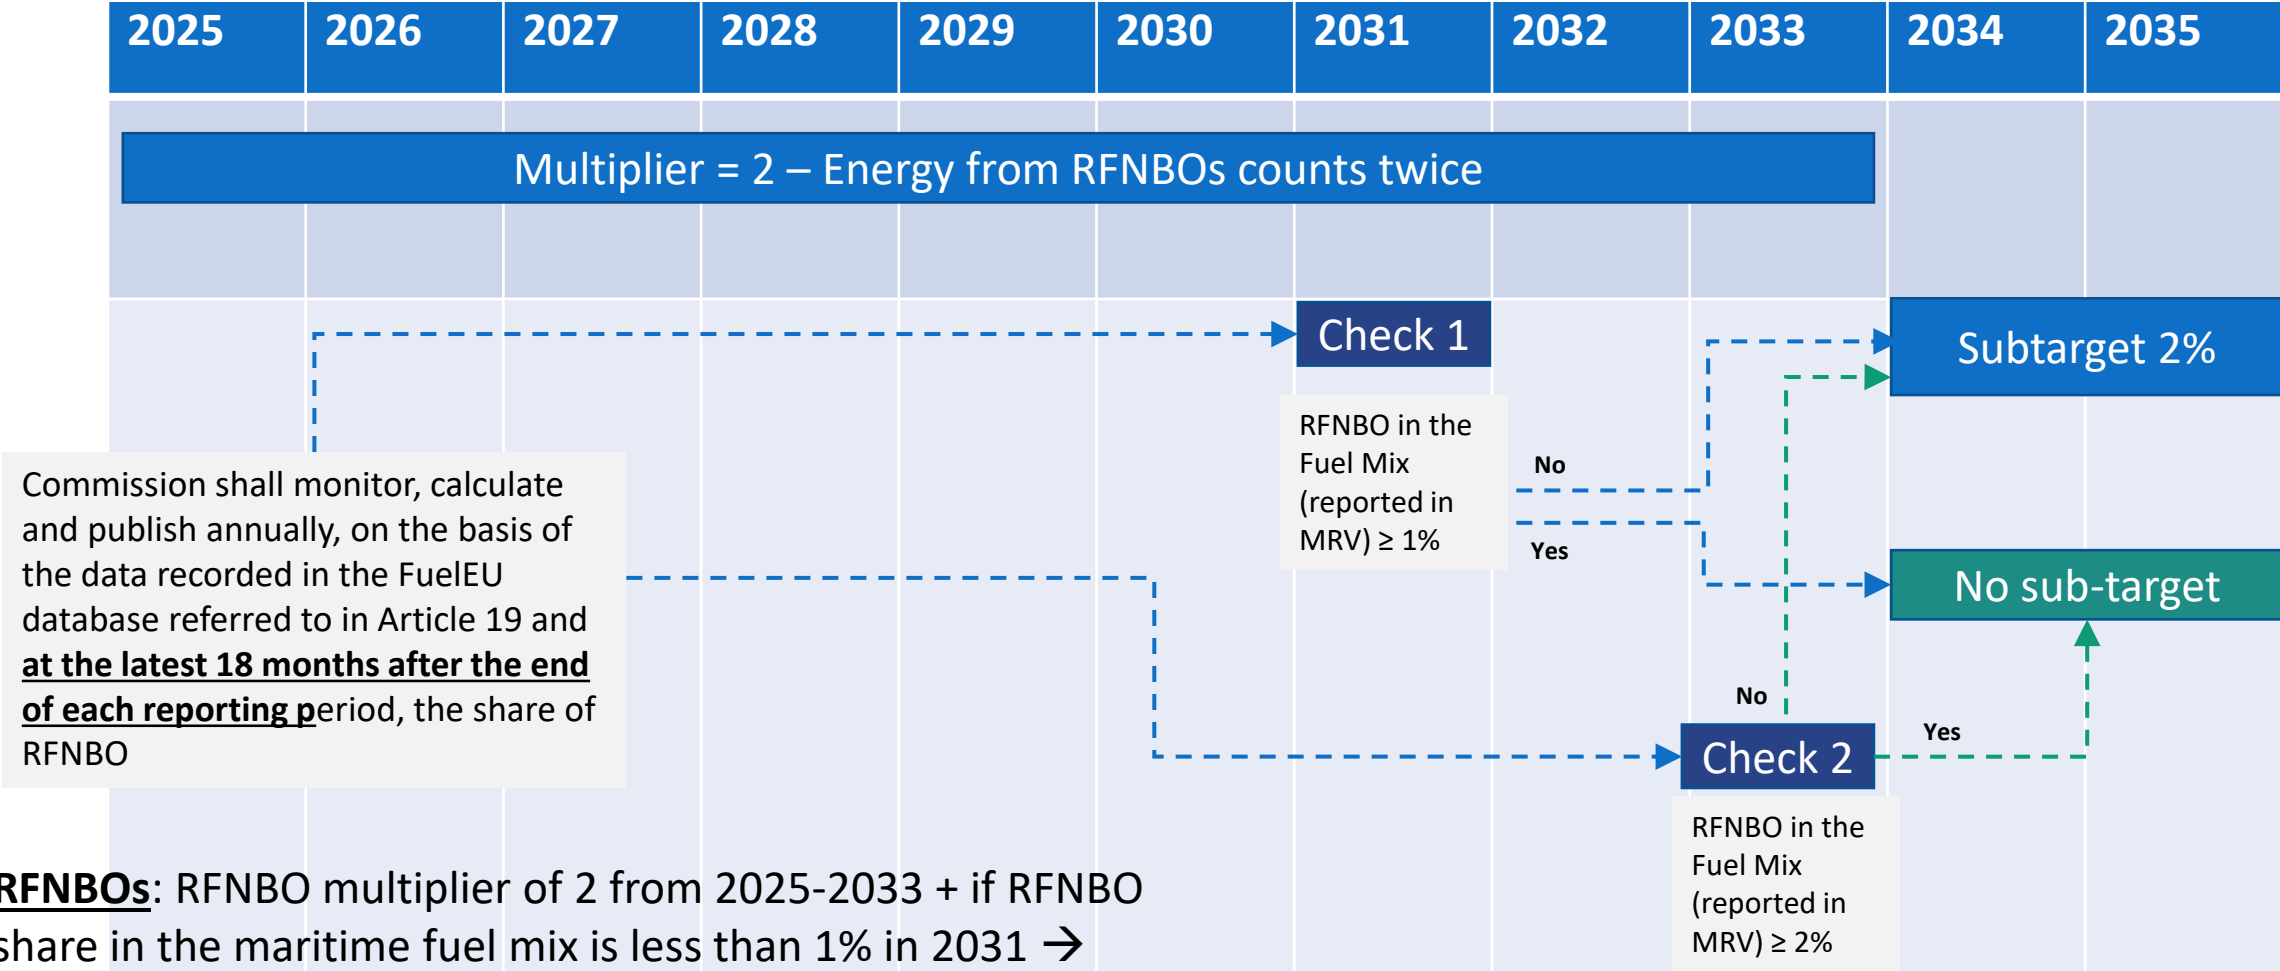 2025 2026 2027 2028 2029 2030 2031 2032 2033 2034 2035
Multiplier = 2 – Energy from RFNBOs counts twice
Check 1
Subtarget 2%
RFNBO in the
Fuel Mix
(reported in
MRV) ≥ 1%
No
Yes
Commission shall monitor, calculate
and publish annually, on the basis of
the data recorded in the FuelEU
database referred to in Article 19 and
at the latest 18 months after the end
of each reporting period, the share of
RFNBO
No sub-target
No
Check 2
Yes
RFNBO in the
Fuel Mix
(reported in
MRV) ≥ 2%
RFNBOs: RFNBO multiplier of 2 from 2025-2033 + if RFNBO
share in the maritime fuel mix is less than 1% in 2031 →